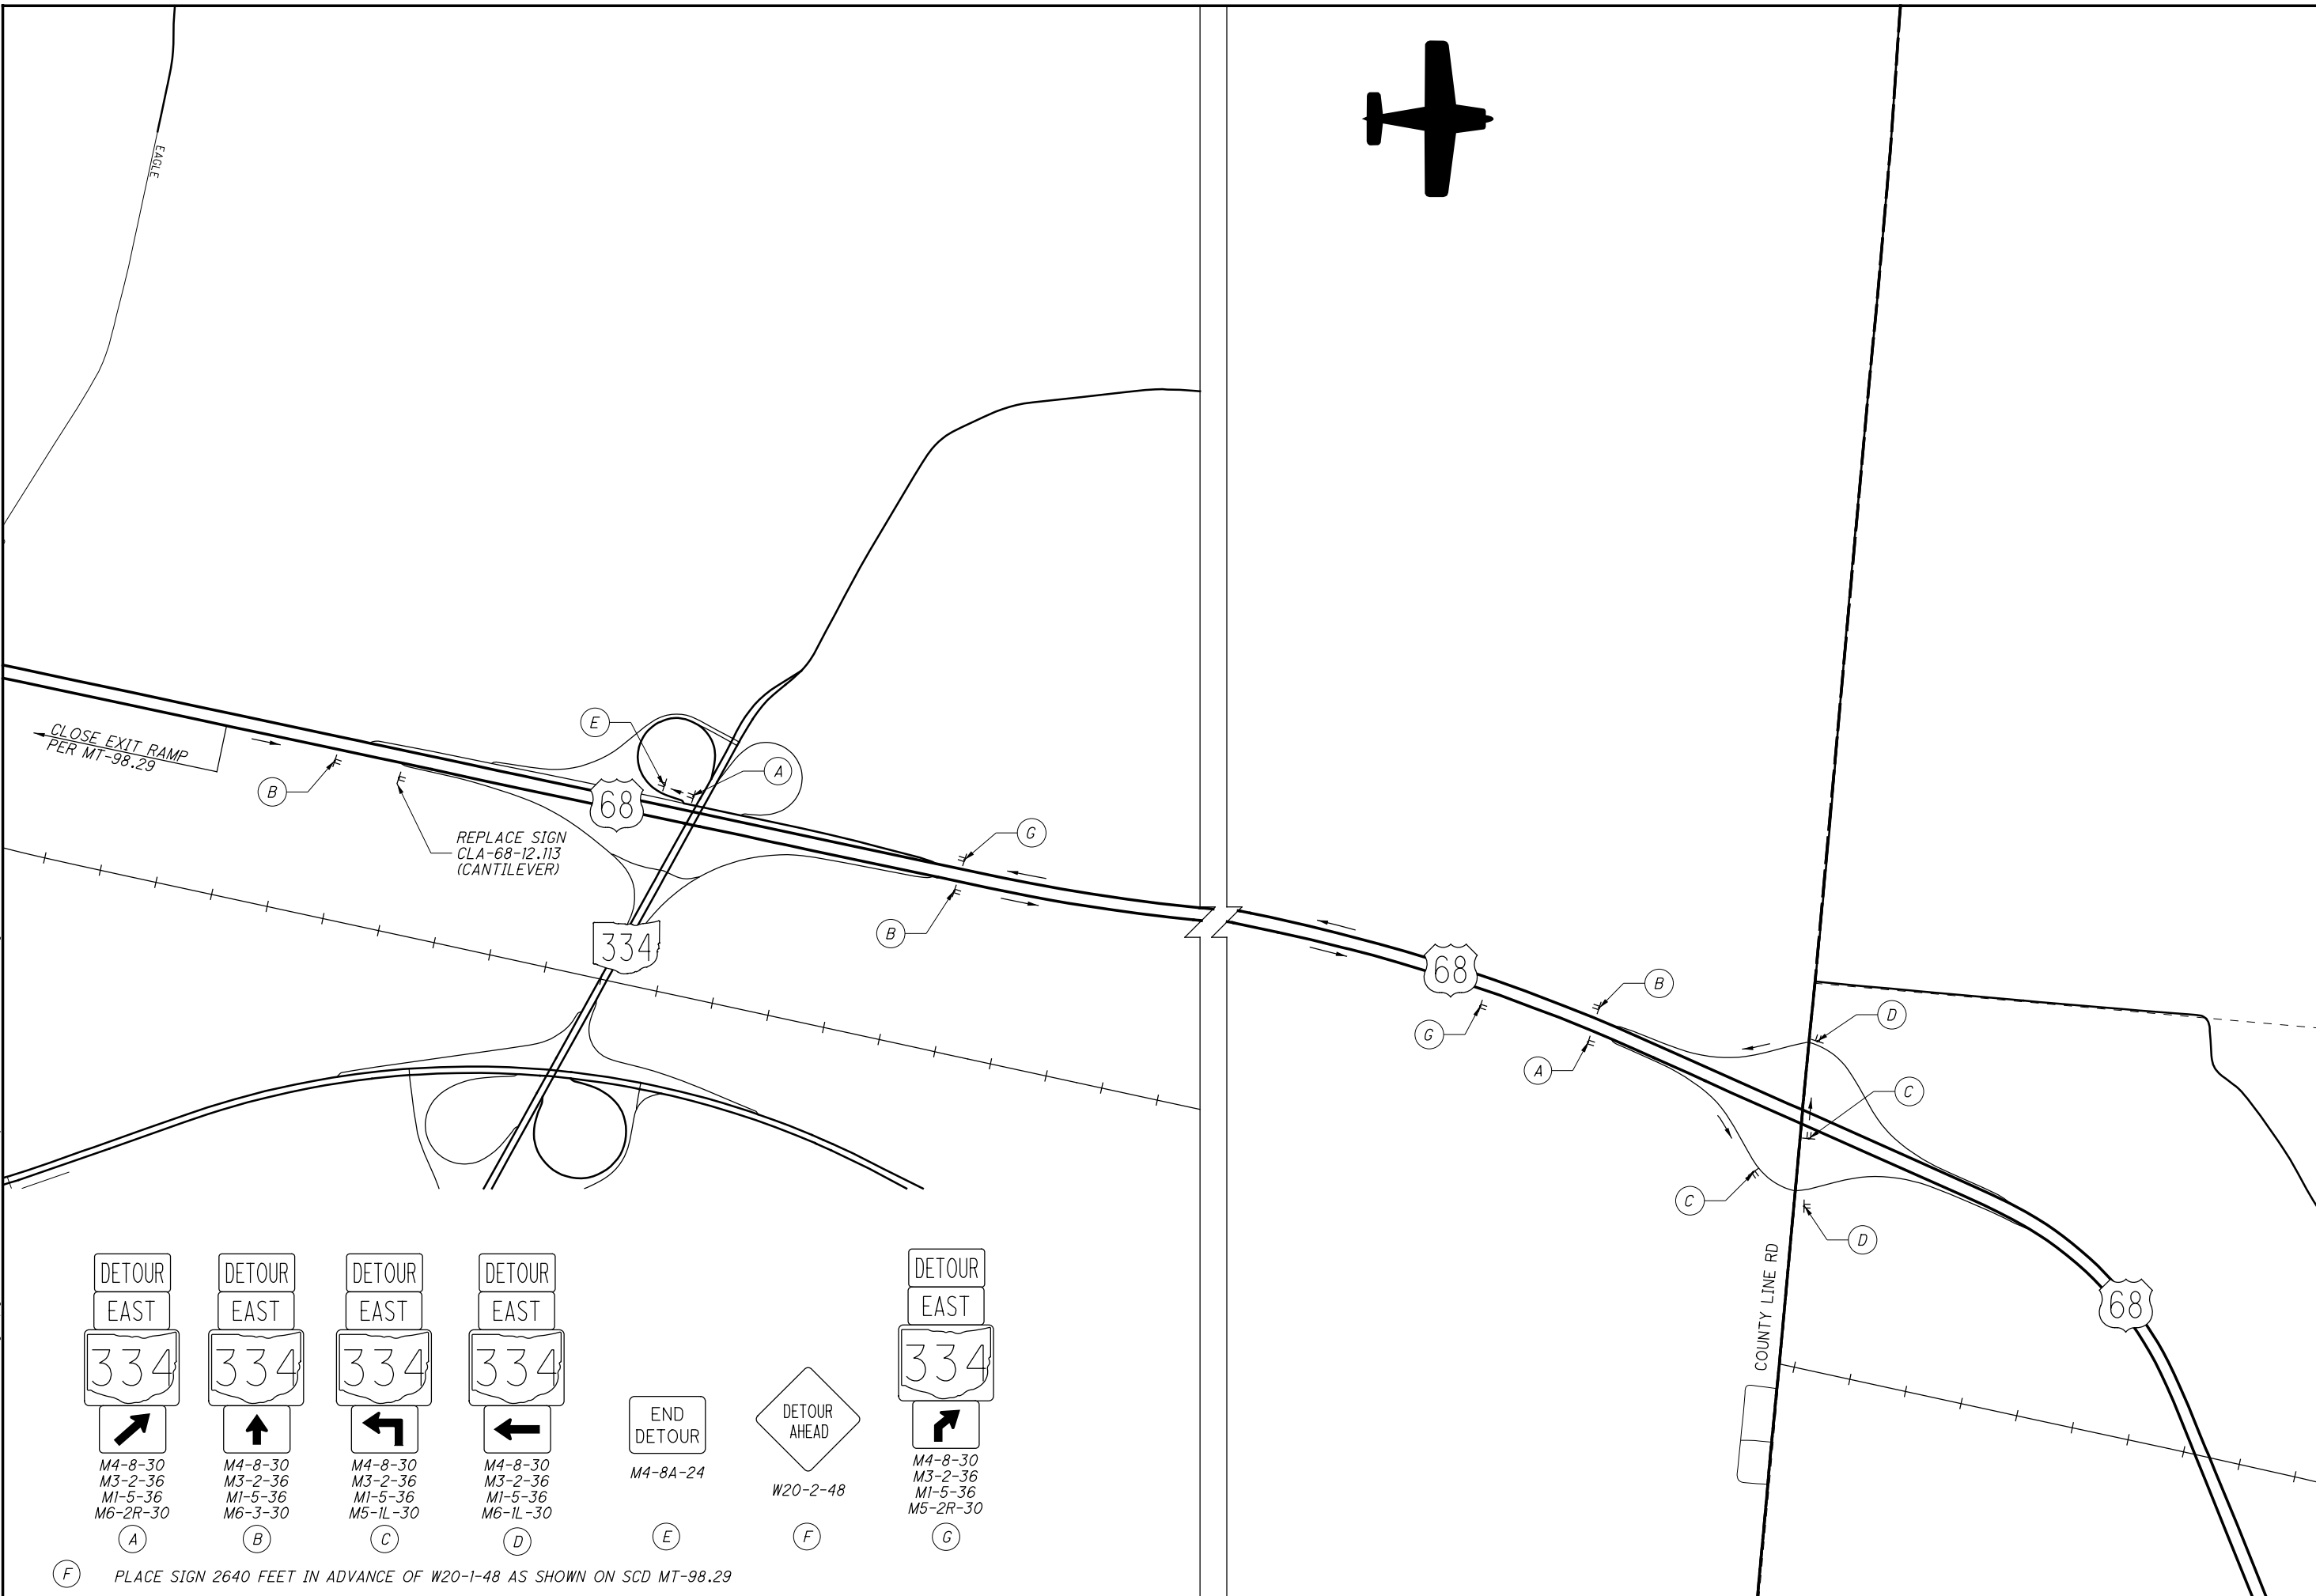 EAGLE
CLOSE EXIT RAMP
PER MT-98.29
B
REPLACE SIGN
CLA-68-12.113
(CANTILEVER)
E
A
68
G
B
334
68
B
G
A
D
C
C
D
COUNTY LINE RD
68
DETOUR
EAST
334
M4-8-30
M3-2-36
M1-5-36
M6-2R-30
A
DETOUR
EAST
334
M4-8-30
M3-2-36
M1-5-36
M6-3-30
B
DETOUR
EAST
334
M4-8-30
M3-2-36
M1-5-36
M5-1L-30
C
DETOUR
EAST
334
M4-8-30
M3-2-36
M1-5-36
M6-1L-30
D
END
DETOUR
M4-8A-24
E
DETOUR
AHEAD
W20-2-48
F
DETOUR
EAST
334
M4-8-30
M3-2-36
M1-5-36
M5-2R-30
G
F PLACE SIGN 2640 FEET IN ADVANCE OF W20-1-48 AS SHOWN ON SCD MT-98.29